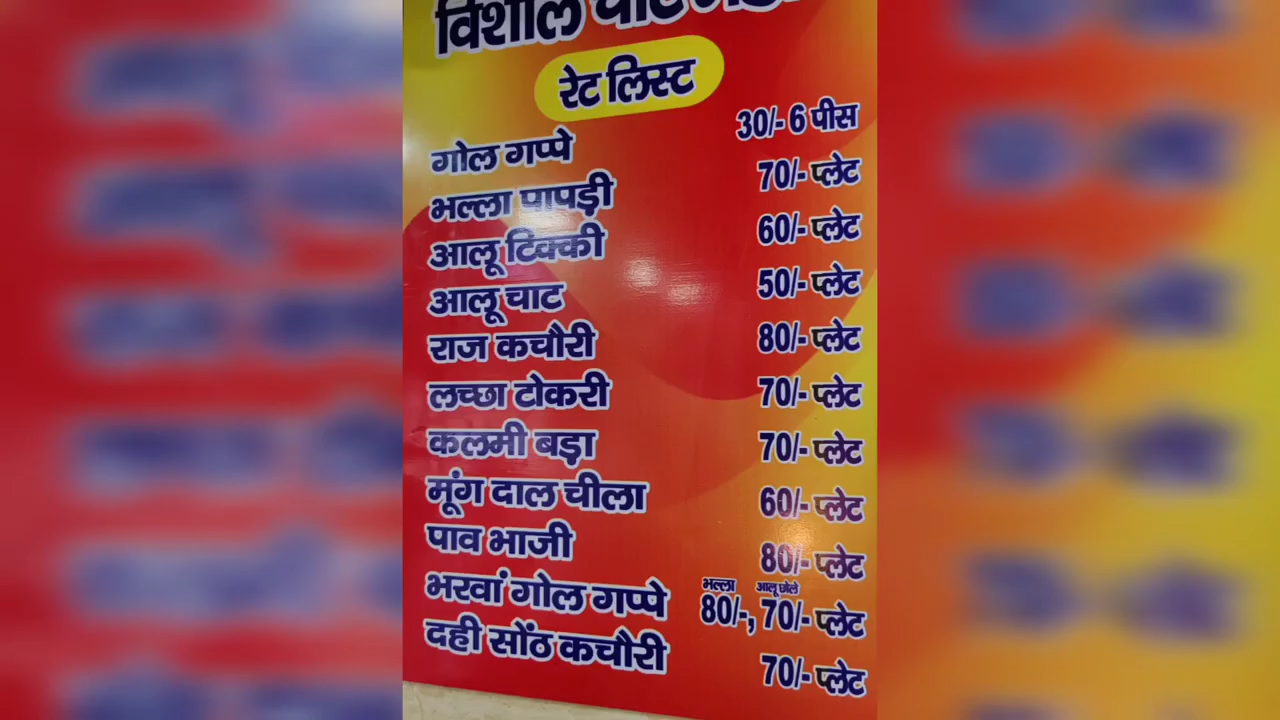 विशाल
रेट लिस्ट
गोल गप्पे 30/- 6 पीस
भल्ला पापड़ी 70/- प्लेट
आलू टिक्की 60/- प्लेट
आलू चाट 50/- प्लेट
राज कचौरी 80/- प्लेट
लच्छा टोकरी 70/- प्लेट
कलमी बड़ा 70/- प्लेट
मूंग दाल चीला 60/- प्लेट
पाव भाजी 80/- प्लेट
भल्ला आलू छोले
भरवां गोल गप्पे 80/-, 70/- प्लेट
दही सोंठ कचौरी 70/- प्लेट